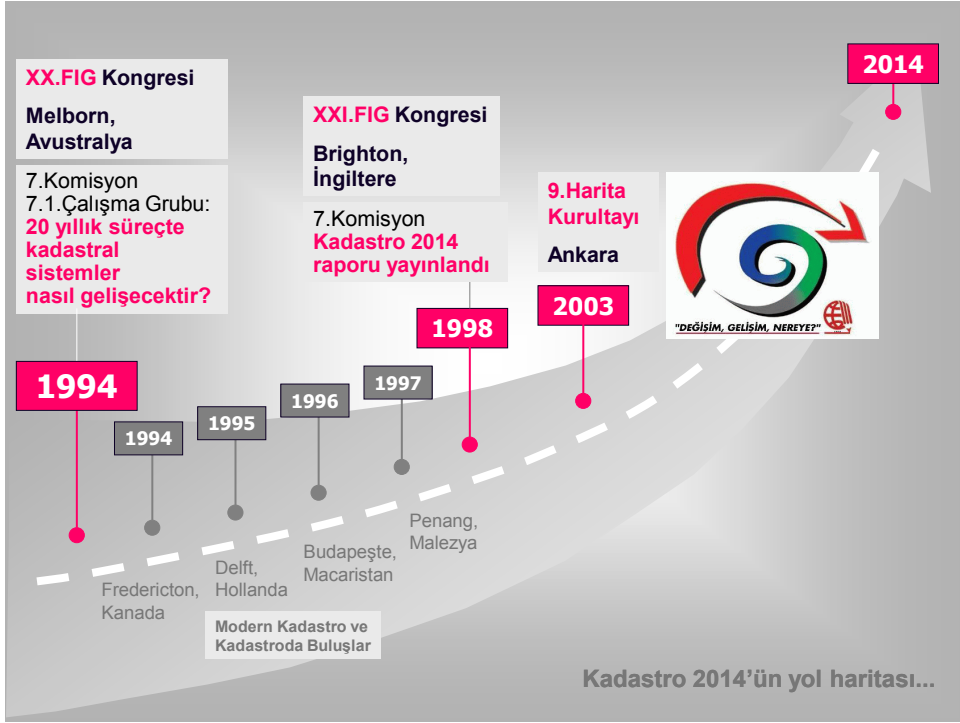 XX.FIG Kongresi
Melborn,
Avustralya
7.Komisyon
7.1.Çalışma Grubu:
20 yıllık süreçte
kadastral
sistemler
nasıl gelişecektir?
1994
1994
Fredericton,
Kanada
1995
Delft,
Hollanda
Modern Kadastro ve
Kadastroda Buluşlar
1996
Budapeşte,
Macaristan
1997
Penang,
Malezya
XXI.FIG Kongresi
Brighton,
İngiltere
7.Komisyon
Kadastro 2014
raporu yayınlandı
1998
9.Harita
Kurultayı
Ankara
2003
"DEĞİŞİM, GELİŞİM, NEREYE?"
2014
Kadastro 2014'ün yol haritası...